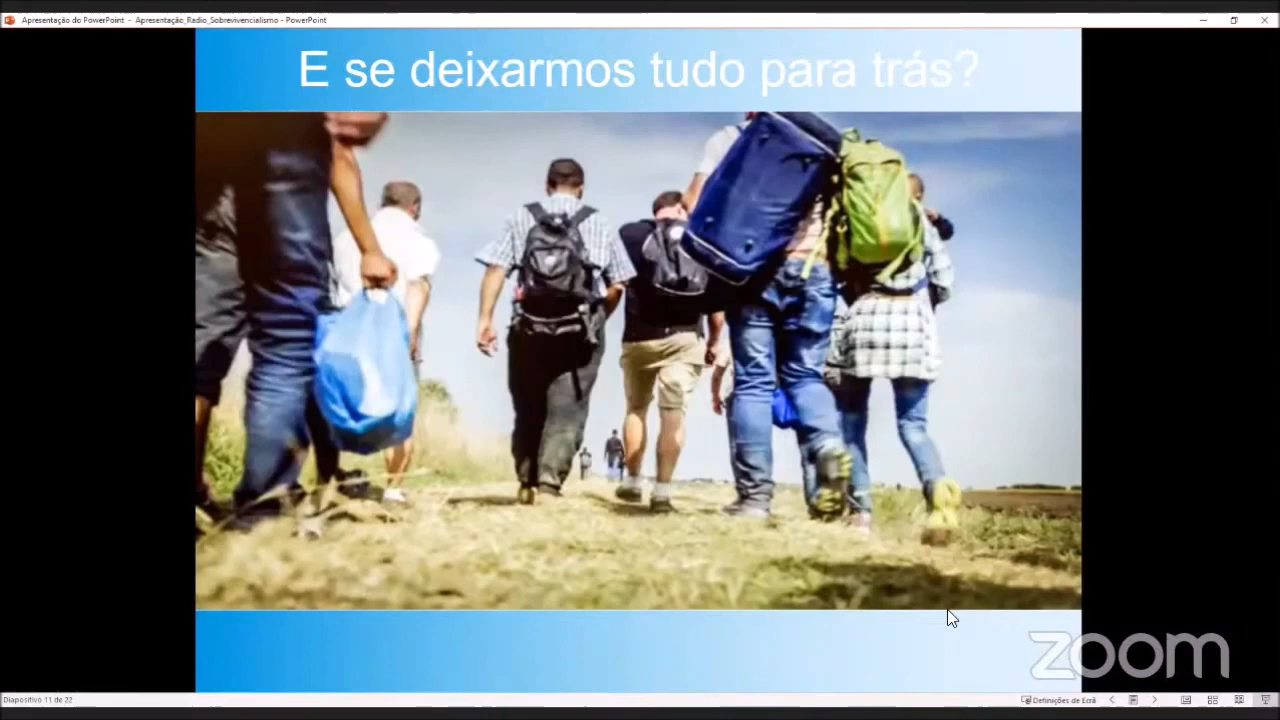 Apresentação do PowerPoint - Apresentação_Radio_Sobrevivencialismo - PowerPoint
E se deixarmos tudo para trás?
zoom
Diapositivo 11 de 22
Definições de Ecrã